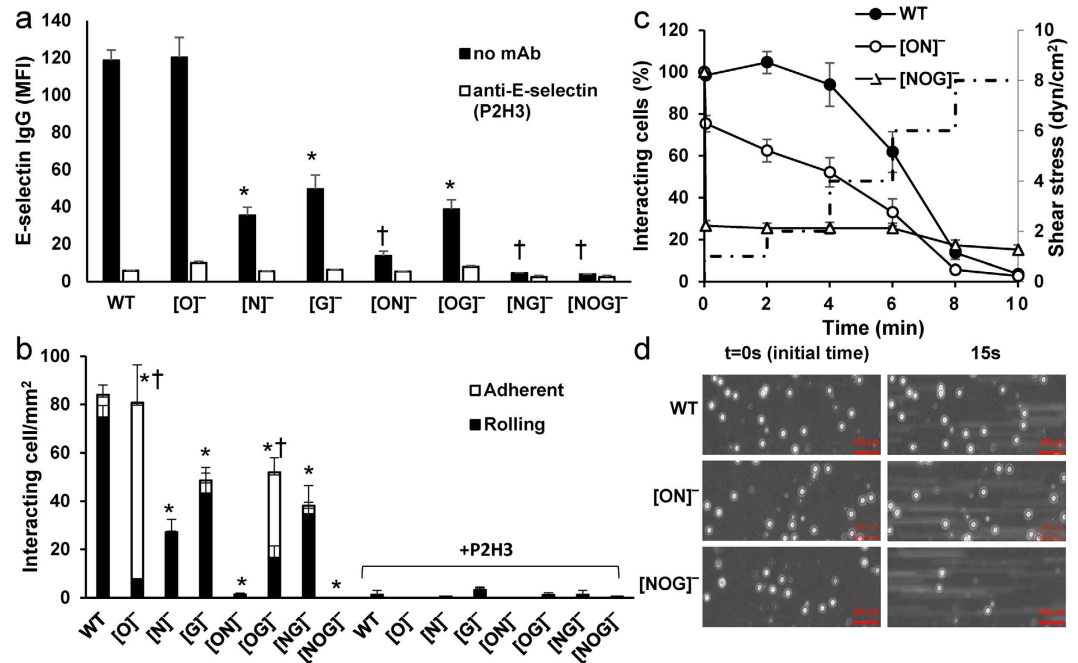 a
140
120
100
80
60
40
20
0
E-selectin IgG (MFI)
no mAb
anti-E-selectin
(P2H3)
*
*
†
*
†
†
WT
[O]⁻
[N]⁻
[G]⁻
[ON]⁻
[OG]⁻
[NG]⁻
[NOG]⁻
b
100
80
60
40
20
0
Interacting cell/mm²
Adherent
Rolling
*†
*
*
*
*†
*
*
+P2H3
WT
[O]⁻
[N]⁻
[G]⁻
[ON]⁻
[OG]⁻
[NG]⁻
[NOG]⁻
WT
[O]⁻
[N]⁻
[G]⁻
[ON]⁻
[OG]⁻
[NG]⁻
[NOG]⁻
c
WT
[ON]⁻
[NOG]⁻
120
100
80
60
40
20
0
Interacting cells (%)
10
8
6
4
2
0
Shear stress (dyn/cm²)
0
2
4
6
8
10
Time (min)
d
t=0s (initial time)
15s
WT
[ON]⁻
[NOG]⁻
100 µm